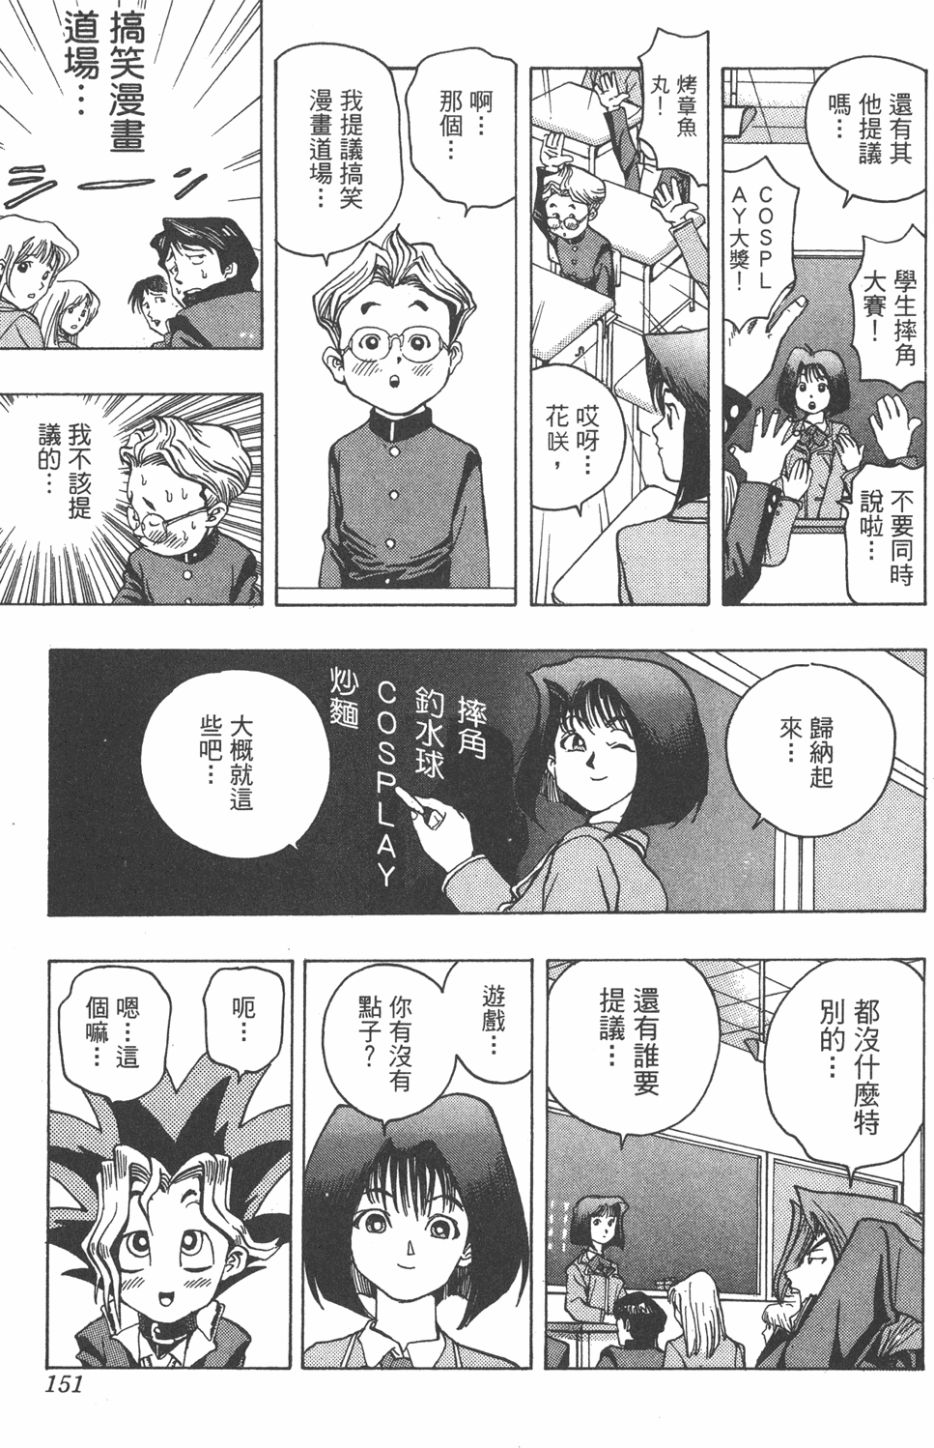 還有其
他提議
嗎…
學生摔角
大賽！
COSPL
AY大獎！
不要同時
說啦…
烤章魚
丸！
哎呀…
花咲，
啊…
那個…
我提議搞笑
漫畫道場…
搞笑漫畫
道場…
シーン
我不該提
議的…
歸納起
來…
摔角
釣水球
COSPLAY
炒麵
大概就這
些吧…
都沒什麼特
別的…
還有誰要
提議…
遊戲…
你有沒有
點子？
呃…
嗯…這
個嘛…
151